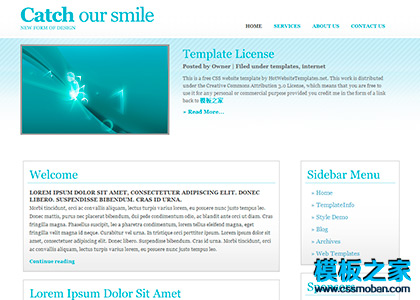 Catch our smile
NEW FORM OF DESIGN
HOME SERVICES ABOUT US CONTACT US
Template License
Posted by Owner | Filed under templates, internet
This is a free CSS website template by HotWebsiteTemplates.net. This work is distributed
under the Creative Commons Attribution 3.0 License, which means that you are free to
use it for any personal or commercial purpose provided you credit me in the form of a link
back to 模板之家
» Read More...
Welcome
LOREM IPSUM DOLOR SIT AMET, CONSECTETUER ADIPISCING ELIT. DONEC
LIBERO. SUSPENDISSE BIBENDUM. CRAS ID URNA.
Morbi tincidunt, orci ac convallis aliquam, lectus turpis varius lorem, eu posuere nunc justo tempus leo.
Donec mattis, purus nec placerat bibendum, dui pede condimentum odio, ac blandit ante orci ut diam. Cras
fringilla magna. Phasellus suscipit, leo a pharetra condimentum, lorem tellus eleifend magna, eget
fringilla velit magna id neque. Curabitur vel urna. In tristique orci porttitor ipsum. Lorem ipsum dolor sit
amet, consectetuer adipiscing elit. Donec libero. Suspendisse bibendum. Cras id urna. Morbi tincidunt, orci
ac convallis aliquam, lectus turpis varius lorem, eu posuere nunc justo tempus leo.
Continue reading
Sidebar Menu
» Home
» TemplateInfo
» Style Demo
» Blog
» Archives
» Web Templates
Lorem Ipsum Dolor Sit Amet
Sponsors
模板之家
www.cssmoban.com